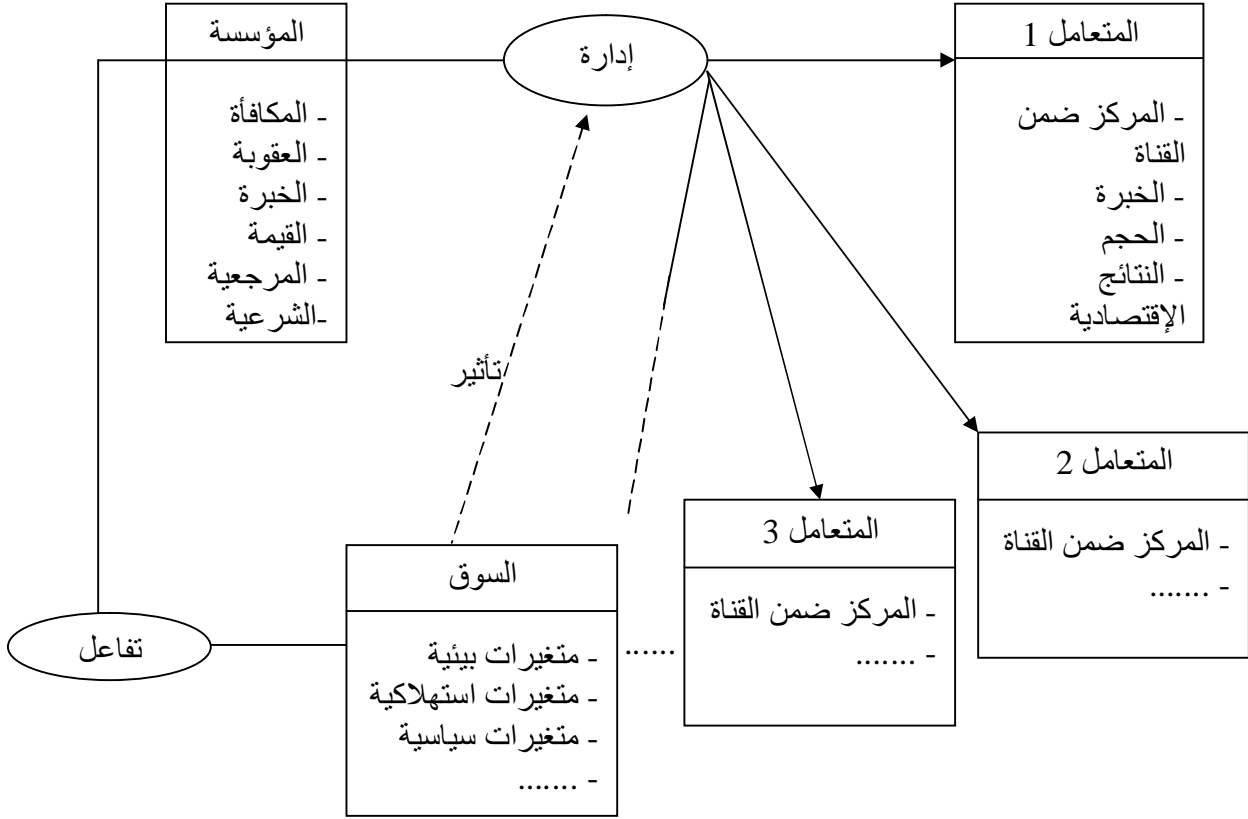 المتعامل 1
- المركز ضمن
القناة
- الخبرة
- الحجم
- النتائج
الإقتصادية
إدارة
المؤسسة
- المكافأة
- العقوبة
- الخبرة
- القيمة
- المرجعية
-الشرعية
تأثير
المتعامل 2
- المركز ضمن القناة
- .......
المتعامل 3
- المركز ضمن القناة
- .......
......
السوق
- متغيرات بيئية
- متغيرات استهلاكية
- متغيرات سياسية
- .......
تفاعل